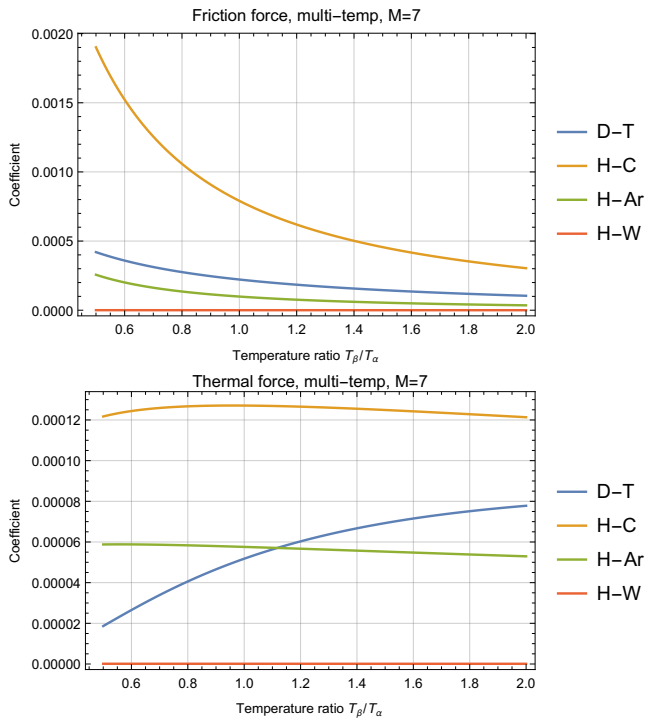 Friction force, multi-temp, M=7
0.0020
0.0015
0.0010
0.0005
0.0000
Coefficient
0.6 0.8 1.0 1.2 1.4 1.6 1.8 2.0
Temperature ratio Tβ/Tα
D–T
H–C
H–Ar
H–W
Thermal force, multi-temp, M=7
0.00012
0.00010
0.00008
0.00006
0.00004
0.00002
0.00000
Coefficient
0.6 0.8 1.0 1.2 1.4 1.6 1.8 2.0
Temperature ratio Tβ/Tα
D–T
H–C
H–Ar
H–W